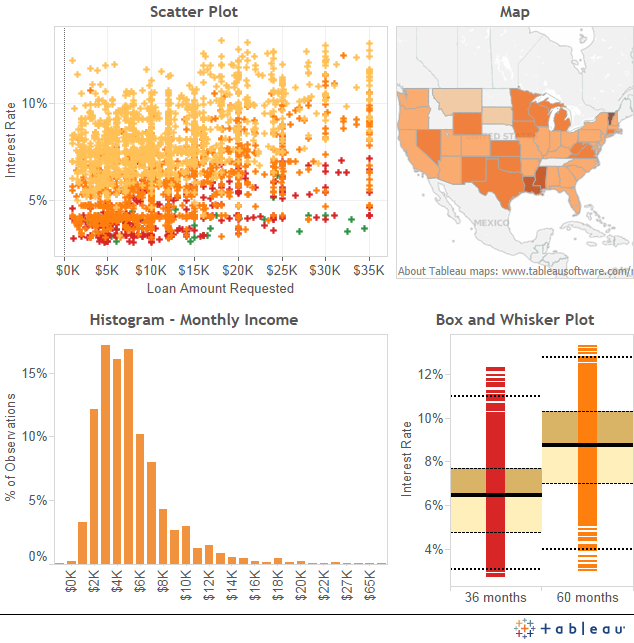 Scatter Plot
Interest Rate
10%
5%
$0K $5K $10K $15K $20K $25K $30K $35K
Loan Amount Requested
Map
MEXICO
About Tableau maps: www.tableausoftware.com/
Histogram - Monthly Income
% of Observations
15%
10%
5%
0%
$0K $2K $4K $6K $8K $10K $12K $14K $16K $18K $20K $22K $27K $65K
Box and Whisker Plot
Interest Rate
12%
10%
8%
6%
4%
36 months 60 months
+ableau